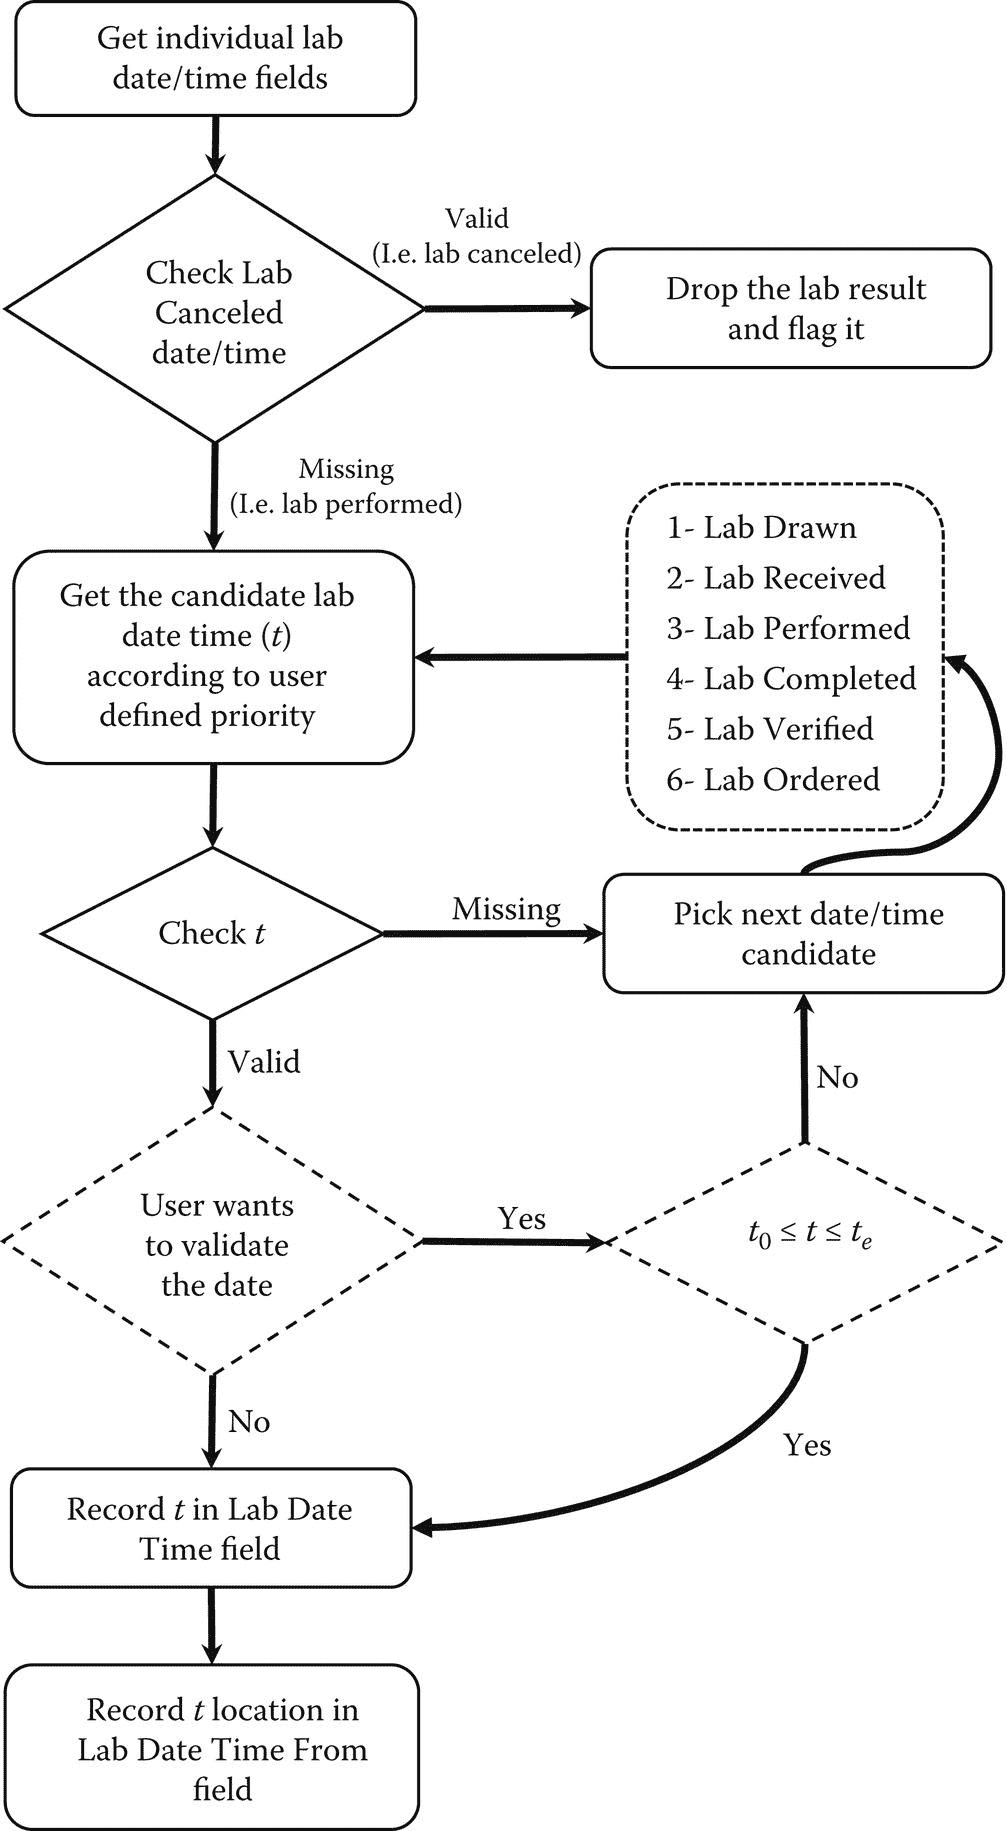 Get individual lab
date/time fields
Valid
(I.e. lab canceled)
Check Lab
Canceled
date/time
Drop the lab result
and flag it
Missing
(I.e. lab performed)
Get the candidate lab
date time (t)
according to user
defined priority
1- Lab Drawn
2- Lab Received
3- Lab Performed
4- Lab Completed
5- Lab Verified
6- Lab Ordered
Check t
Missing
Pick next date/time
candidate
Valid
No
User wants
to validate
the date
Yes
t₀ ≤ t ≤ tₑ
No
Yes
Record t in Lab Date
Time field
Record t location in
Lab Date Time From
field